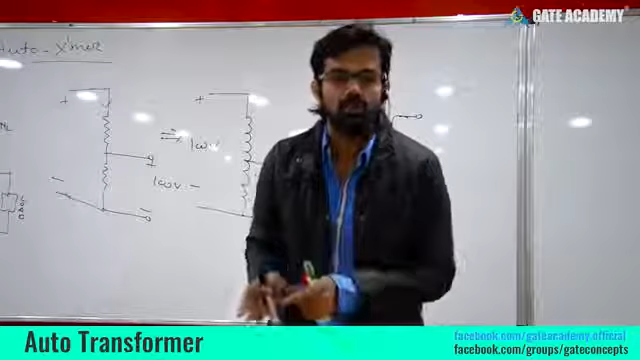 GATE ACADEMY
Auto-X'mer
+
+
+
100V
100V
-
-
-
L
O
A
D
Auto Transformer
facebook.com/gateacademy.official
facebook.com/groups/gateconcepts